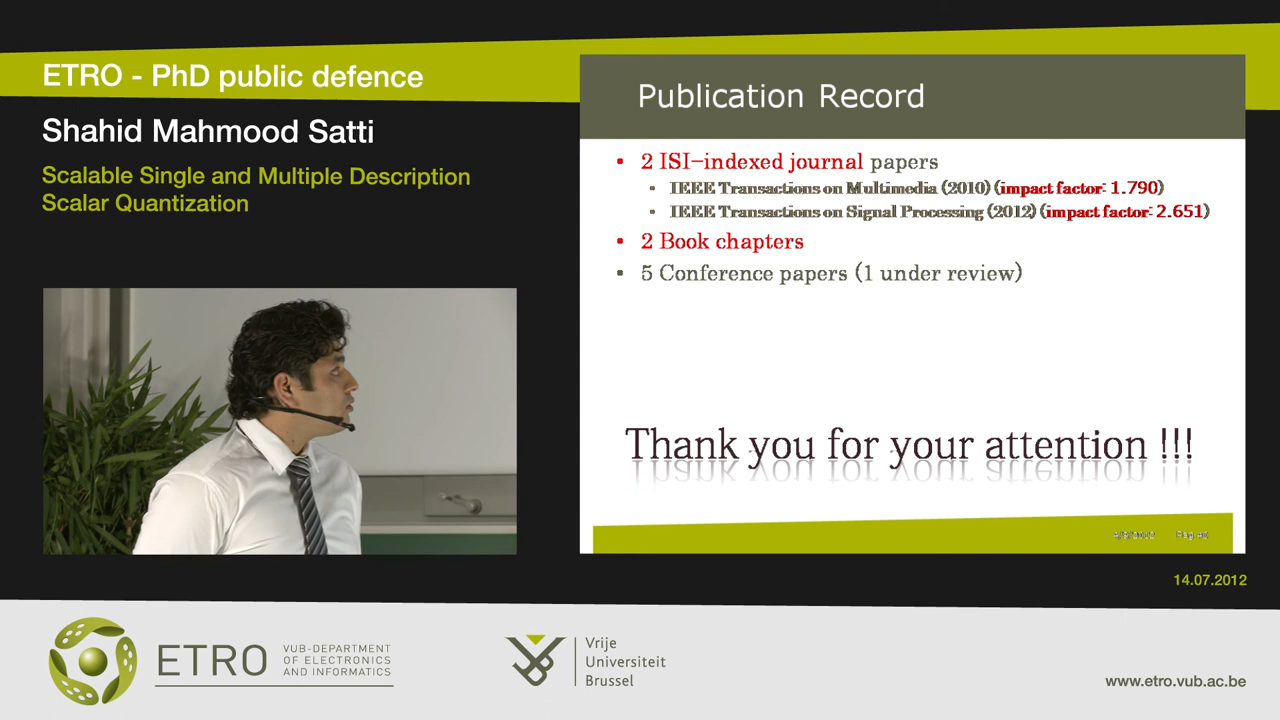 ETRO - PhD public defence
Shahid Mahmood Satti
Scalable Single and Multiple Description
Scalar Quantization
Publication Record
• 2 ISI-indexed journal papers
• IEEE Transactions on Multimedia (2010) (impact factor: 1.790)
• IEEE Transactions on Signal Processing (2012) (impact factor: 2.651)
• 2 Book chapters
• 5 Conference papers (1 under review)
Thank you for your attention !!!
14.07.2012
ETRO
VUB-DEPARTMENT
OF ELECTRONICS
AND INFORMATICS
Vrije
Universiteit
Brussel
www.etro.vub.ac.be